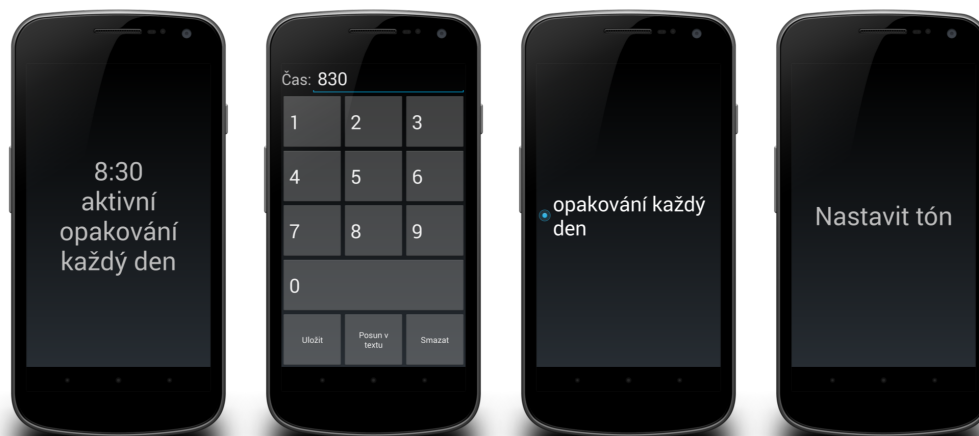 8:30
aktivní
opakování
každý den
Čas: 830
1 2 3
4 5 6
7 8 9
0
Uložit Posun v textu Smazat
opakování každý
den
Nastavit tón